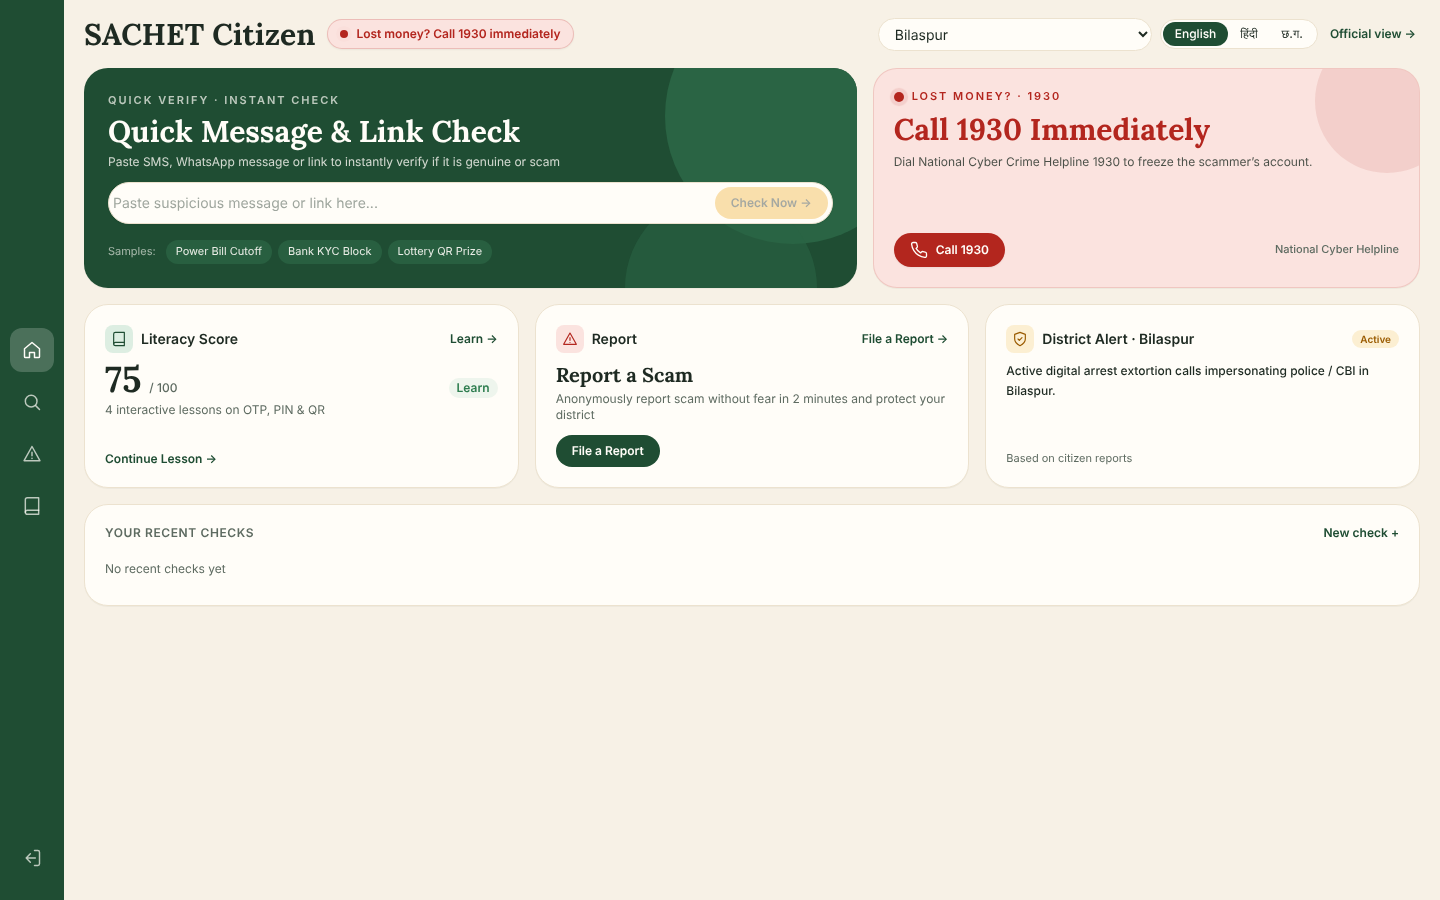 SACHET Citizen
Lost money? Call 1930 immediately
Bilaspur
English
हिंदी
छ.ग.
Official view →
QUICK VERIFY · INSTANT CHECK
Quick Message & Link Check
Paste SMS, WhatsApp message or link to instantly verify if it is genuine or scam
Paste suspicious message or link here...
Check Now →
Samples:
Power Bill Cutoff
Bank KYC Block
Lottery QR Prize
LOST MONEY? · 1930
Call 1930 Immediately
Dial National Cyber Crime Helpline 1930 to freeze the scammer's account.
Call 1930
National Cyber Helpline
Literacy Score
Learn →
75 / 100
Learn
4 interactive lessons on OTP, PIN & QR
Continue Lesson →
Report
File a Report →
Report a Scam
Anonymously report scam without fear in 2 minutes and protect your
district
File a Report
District Alert · Bilaspur
Active
Active digital arrest extortion calls impersonating police / CBI in
Bilaspur.
Based on citizen reports
YOUR RECENT CHECKS
New check +
No recent checks yet